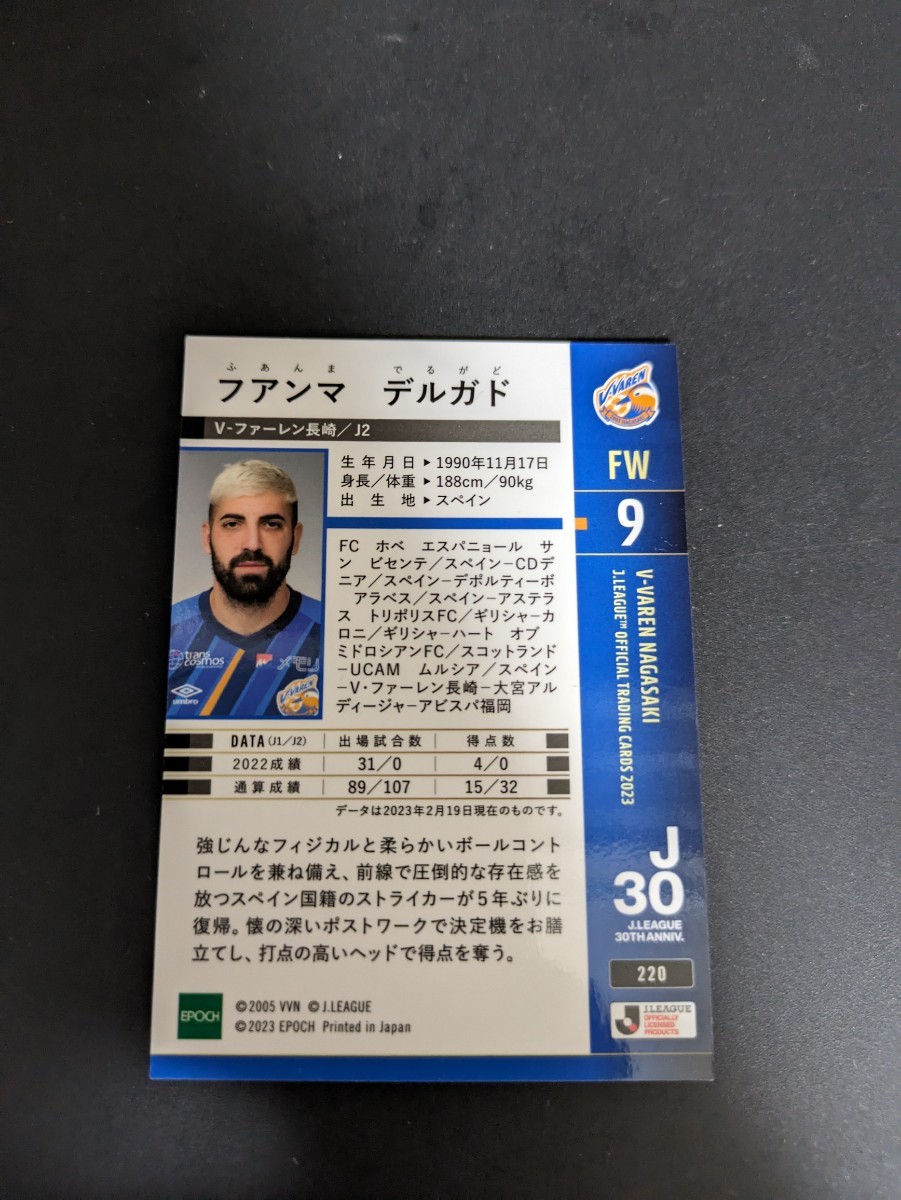 ふあんま でるがど
フアンマ デルガド
V-ファーレン長崎／J2
生年月日▶1990年11月17日
身長／体重▶188cm／90kg
出生地▶スペイン
FC ホベ エスパニョール サ
ン ビセンテ／スペイン−CDデ
ニア／スペイン−デポルティーボ
アラベス／スペイン−アステラ
ス トリポリスFC／ギリシャ−カ
ロニ／ギリシャ−ハート オブ
ミドロシアンFC／スコットランド
−UCAM ムルシア／スペイン
−V・ファーレン長崎−大宮アル
ディージャ−アビスパ福岡
trans cosmos
メモリ
umbro
V-VAREN
DATA（J1／J2） 出場試合数 得点数
2022成績 31／0 4／0
通算成績 89／107 15／32
データは2023年2月19日現在のものです。
強じんなフィジカルと柔らかいボールコント
ロールを兼ね備え、前線で圧倒的な存在感を
放つスペイン国籍のストライカーが5年ぶりに
復帰。懐の深いポストワークで決定機をお膳
立てし、打点の高いヘッドで得点を奪う。
EPOCH
©2005 VVN ©J.LEAGUE
©2023 EPOCH Printed in Japan
V-VAREN
FW
9
V-VAREN NAGASAKI
J.LEAGUE™ OFFICIAL TRADING CARDS 2023
J
30
J.LEAGUE
30TH ANNIV.
220
J.LEAGUE
OFFICIALLY
LICENSED
PRODUCTS